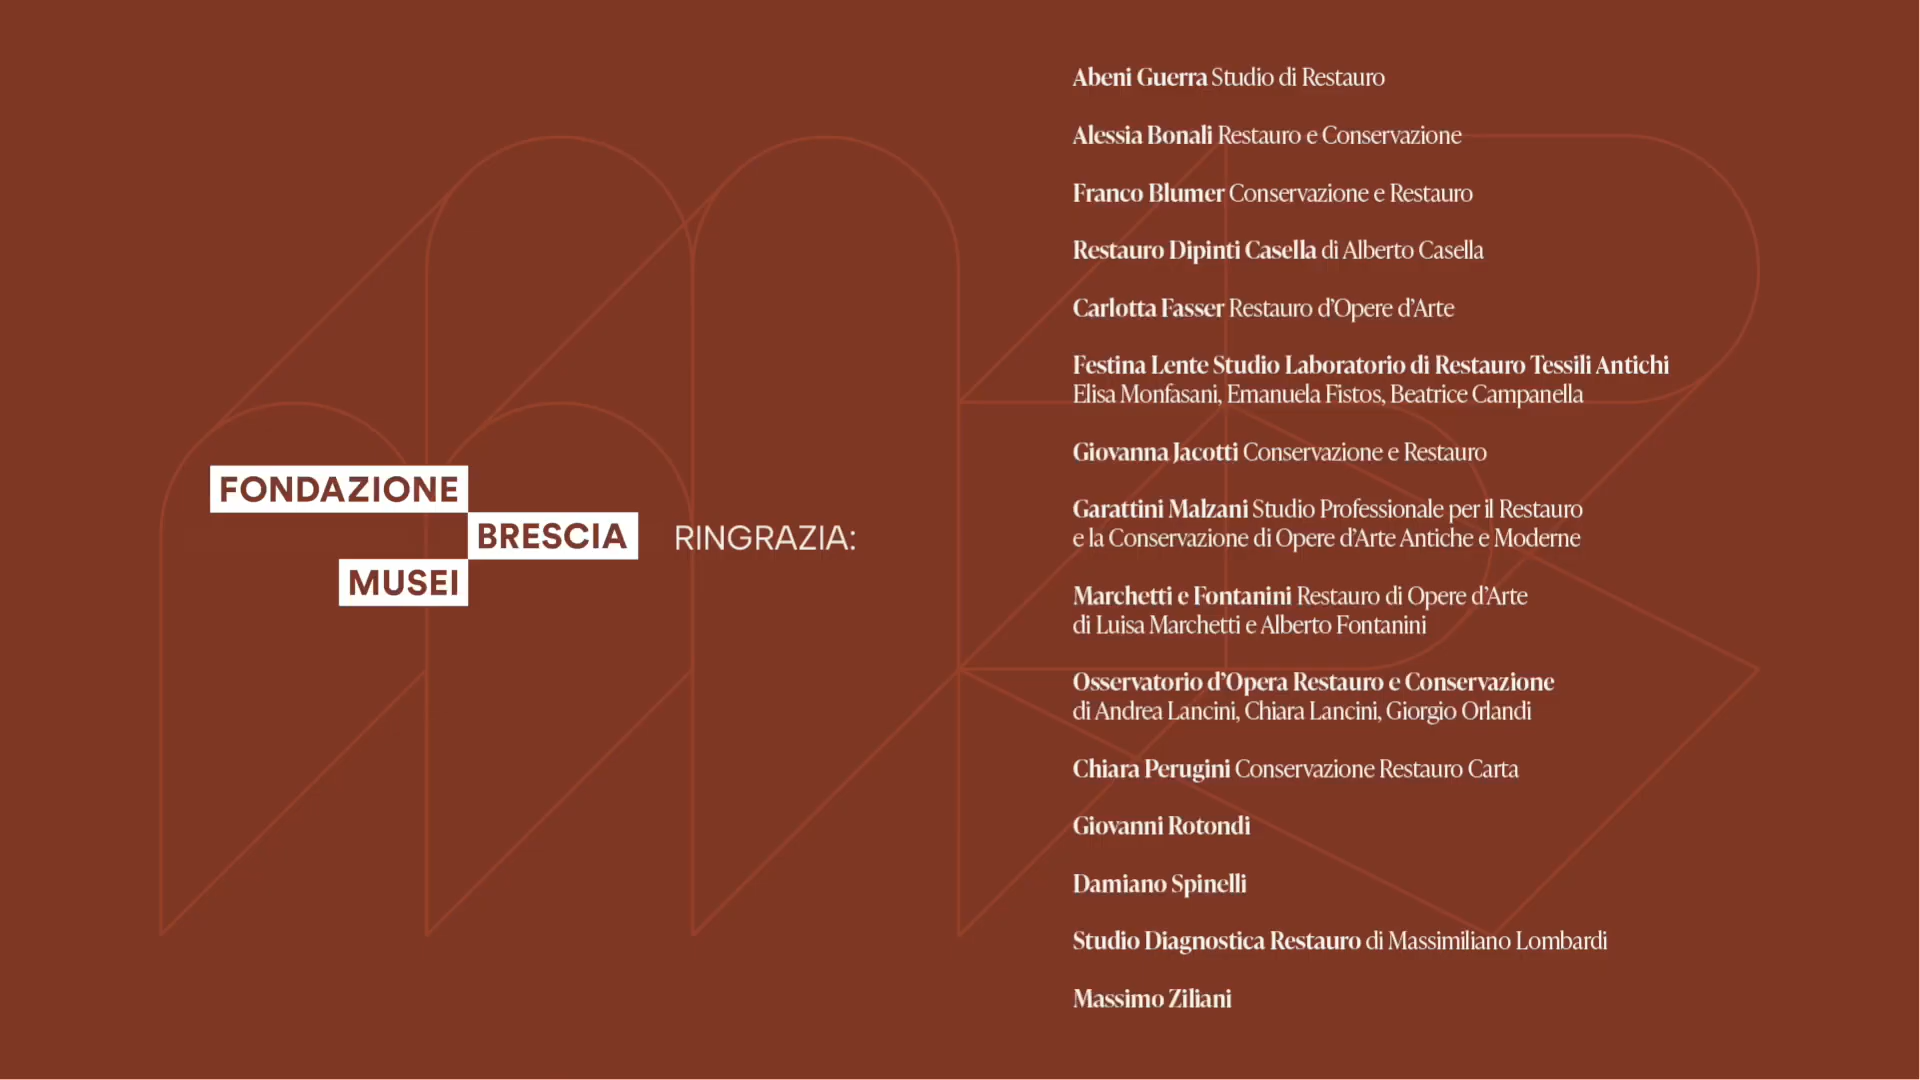 FONDAZIONE
BRESCIA
MUSEI
RINGRAZIA:
Abeni Guerra Studio di Restauro
Alessia Bonali Restauro e Conservazione
Franco Blumer Conservazione e Restauro
Restauro Dipinti Casella di Alberto Casella
Carlotta Fasser Restauro d’Opere d’Arte
Festina Lente Studio Laboratorio di Restauro Tessili Antichi
Elisa Monfasani, Emanuela Fistos, Beatrice Campanella
Giovanna Jacotti Conservazione e Restauro
Garattini Malzani Studio Professionale per il Restauro
e la Conservazione di Opere d’Arte Antiche e Moderne
Marchetti e Fontanini Restauro di Opere d’Arte
di Luisa Marchetti e Alberto Fontanini
Osservatorio d’Opera Restauro e Conservazione
di Andrea Lancini, Chiara Lancini, Giorgio Orlandi
Chiara Perugini Conservazione Restauro Carta
Giovanni Rotondi
Damiano Spinelli
Studio Diagnostica Restauro di Massimiliano Lombardi
Massimo Ziliani